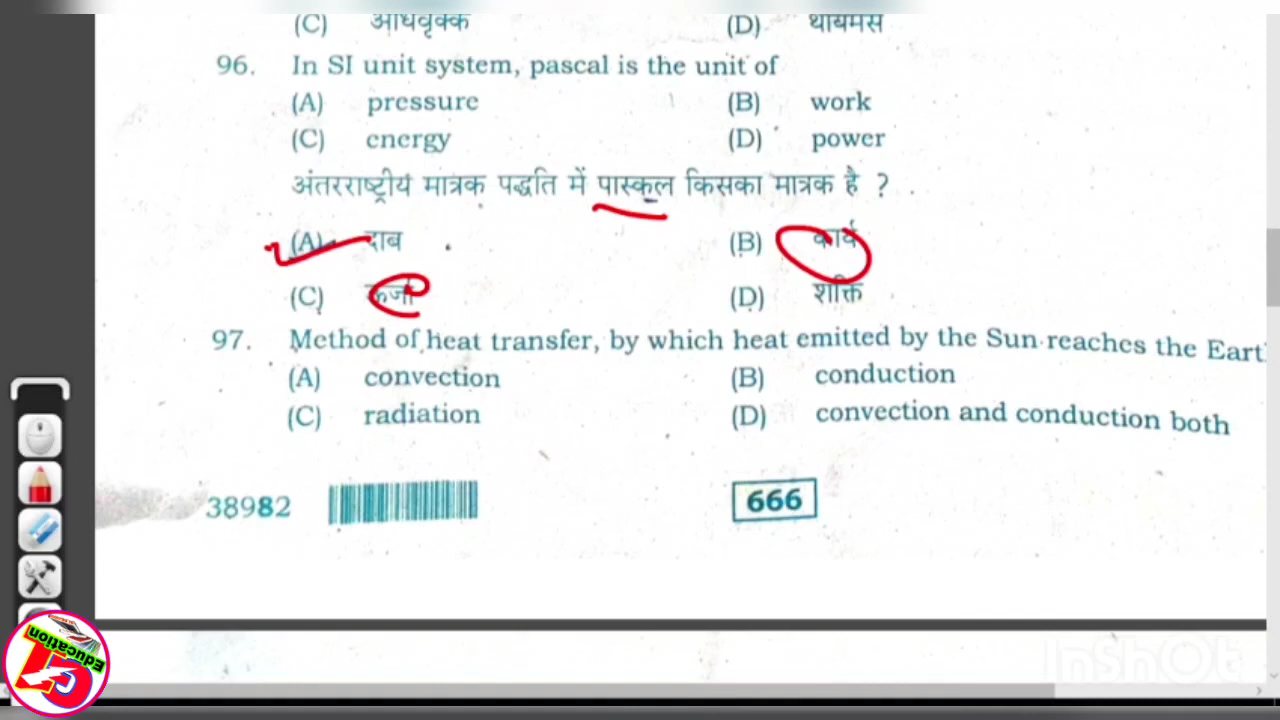 (C) अधिवृक्क (D) थायमस
96. In SI unit system, pascal is the unit of
(A) pressure (B) work
(C) energy (D) power
अंतरराष्ट्रीय मात्रक पद्धति में पास्कल किसका मात्रक है ?
(A) दाब (B) कार्य
(C) ऊर्जा (D) शक्ति
97. Method of heat transfer, by which heat emitted by the Sun reaches the Eart
(A) convection (B) conduction
(C) radiation (D) convection and conduction both
38982 666
Education
InshOt